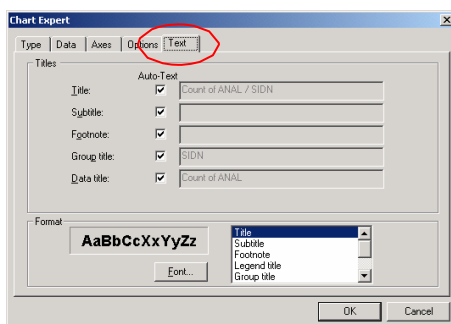 Chart Expert
Type Data Axes Options Text
Titles
Auto-Text
Title: Count of ANAL / SIDN
Subtitle:
Footnote:
Group title: SIDN
Data title: Count of ANAL
Format
AaBbCcXxYyZz
Font...
Title
Subtitle
Footnote
Legend title
Group title
OK Cancel